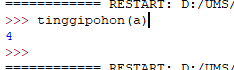 ============ RESTART: D:/UMS/
>>> tinggipohon(a)
4
>>>
============ RESTART: D:/UMS/